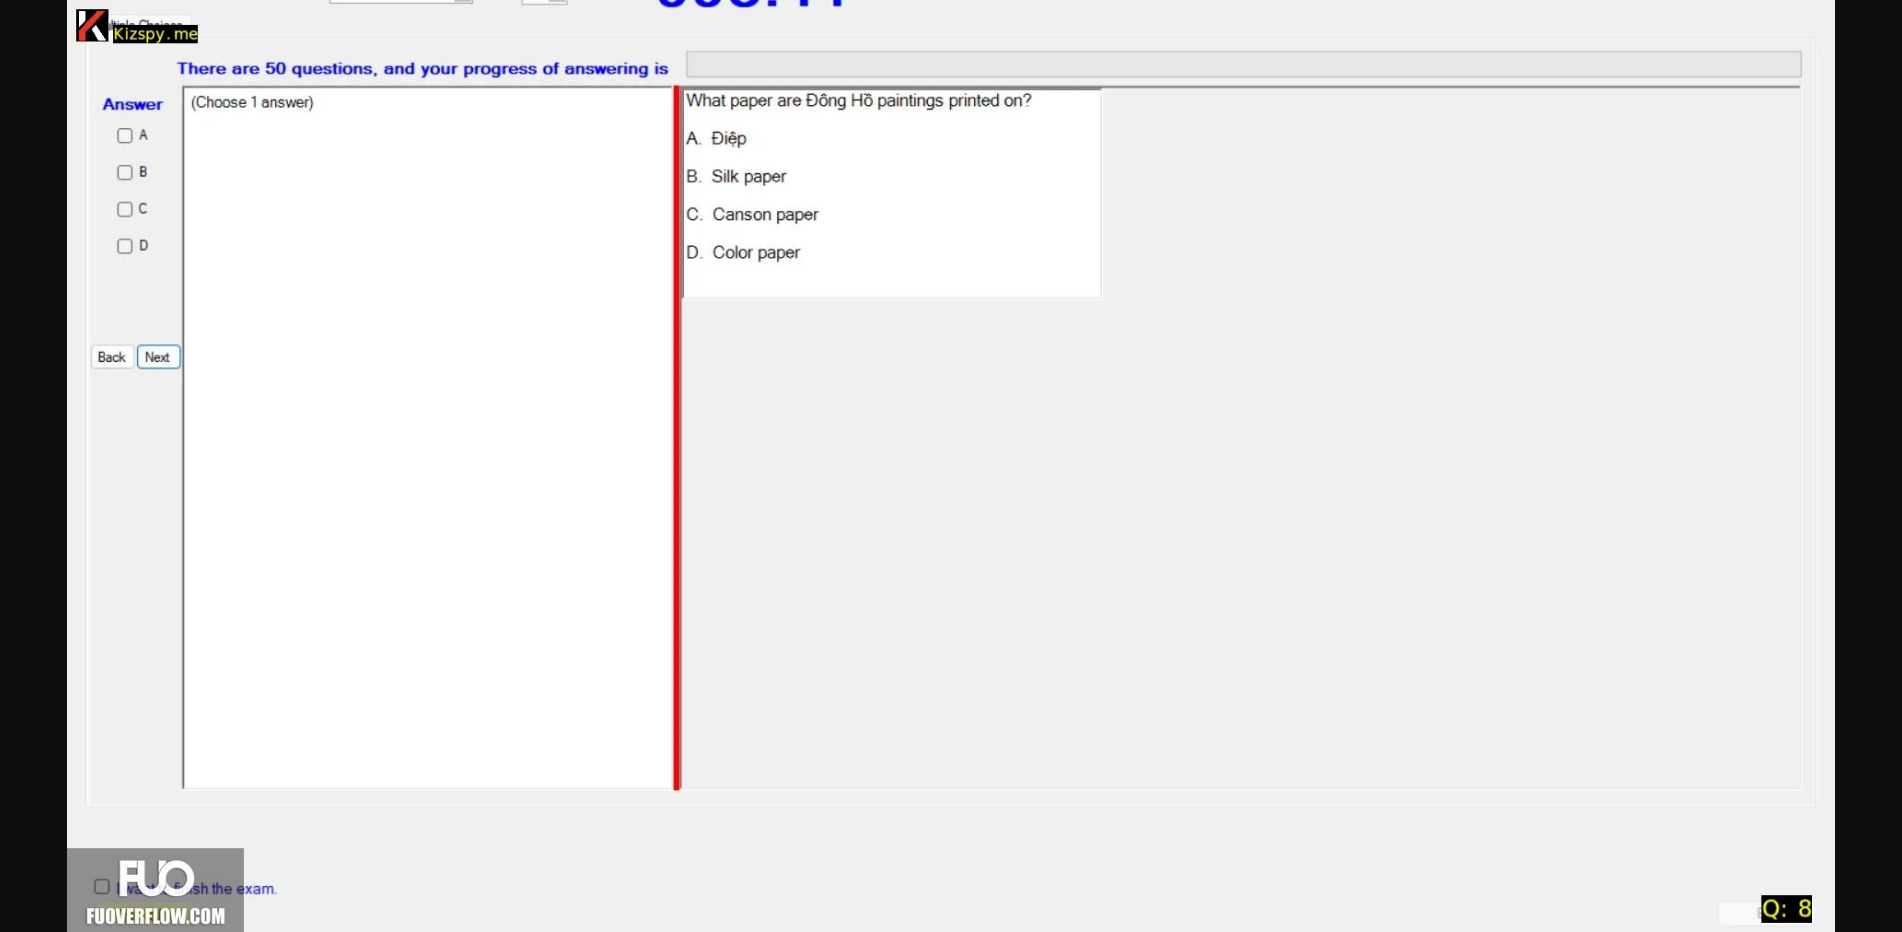 Kizspy.me
There are 50 questions, and your progress of answering is
Answer
(Choose 1 answer)
A
B
C
D
Back
Next
What paper are Đông Hồ paintings printed on?
A. Điệp
B. Silk paper
C. Canson paper
D. Color paper
I want finish the exam.
FUO
FUOVERFLOW.COM
Q: 8